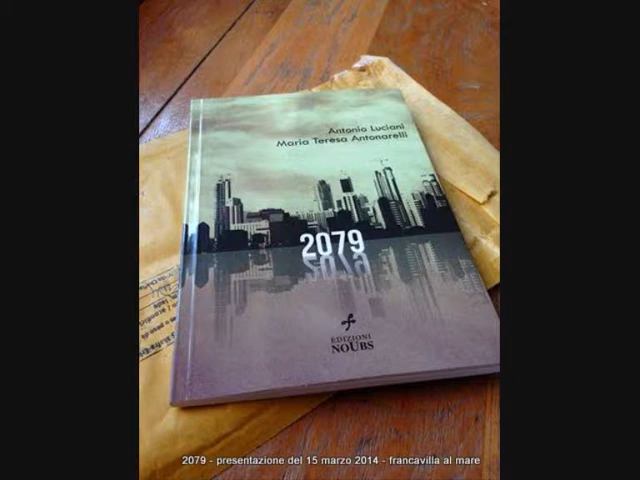 Antonio Luciani
Maria Teresa Antonarelli
2079
EDIZIONI
NOUBS
2079 - presentazione del 15 marzo 2014 - francavilla al mare